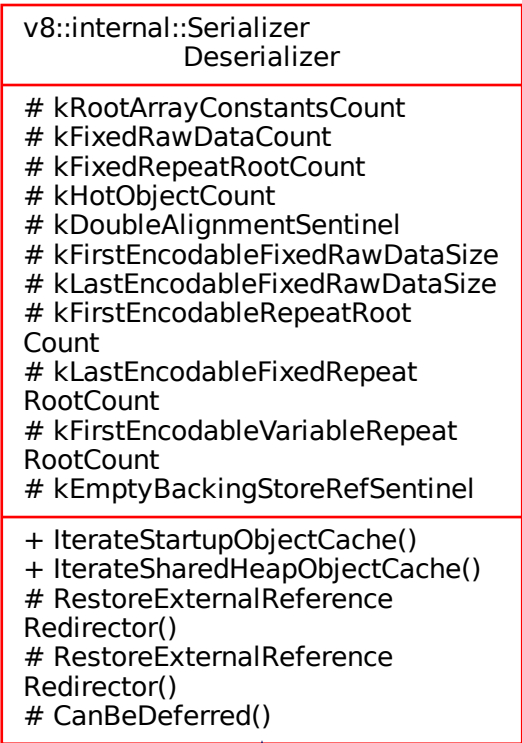 v8::internal::Serializer
Deserializer
# kRootArrayConstantsCount
# kFixedRawDataCount
# kFixedRepeatRootCount
# kHotObjectCount
# kDoubleAlignmentSentinel
# kFirstEncodableFixedRawDataSize
# kLastEncodableFixedRawDataSize
# kFirstEncodableRepeatRoot
Count
# kLastEncodableFixedRepeat
RootCount
# kFirstEncodableVariableRepeat
RootCount
# kEmptyBackingStoreRefSentinel
+ IterateStartupObjectCache()
+ IterateSharedHeapObjectCache()
# RestoreExternalReference
Redirector()
# RestoreExternalReference
Redirector()
# CanBeDeferred()